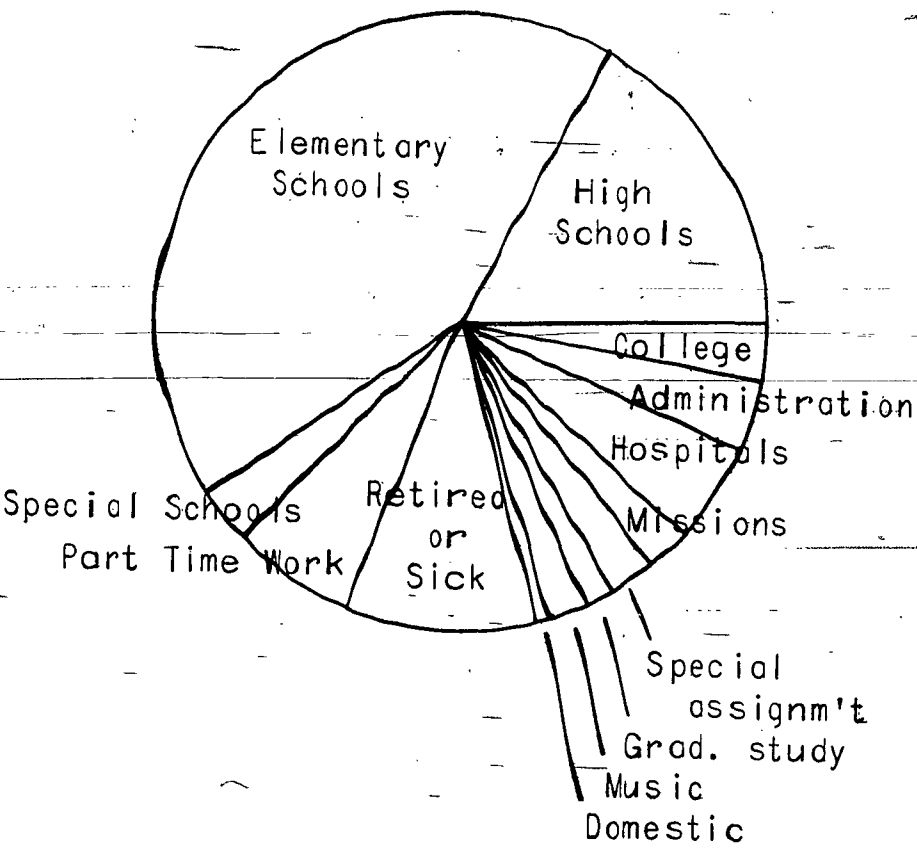 Elementary
Schools
High
Schools
College
Administration
Hospitals
Missions
Special Schools
Part Time Work
Retired
or
Sick
Special
assignm't
Grad. study
Music
Domestic